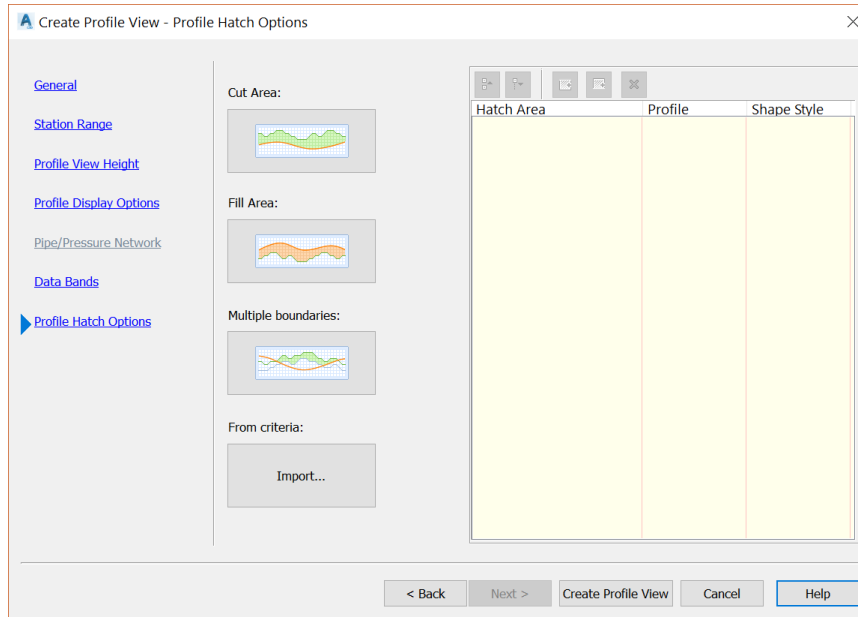 Create Profile View - Profile Hatch Options
General
Station Range
Profile View Height
Profile Display Options
Pipe/Pressure Network
Data Bands
Profile Hatch Options
Cut Area:
Fill Area:
Multiple boundaries:
From criteria:
Import...
Hatch Area Profile Shape Style
< Back Next > Create Profile View Cancel Help